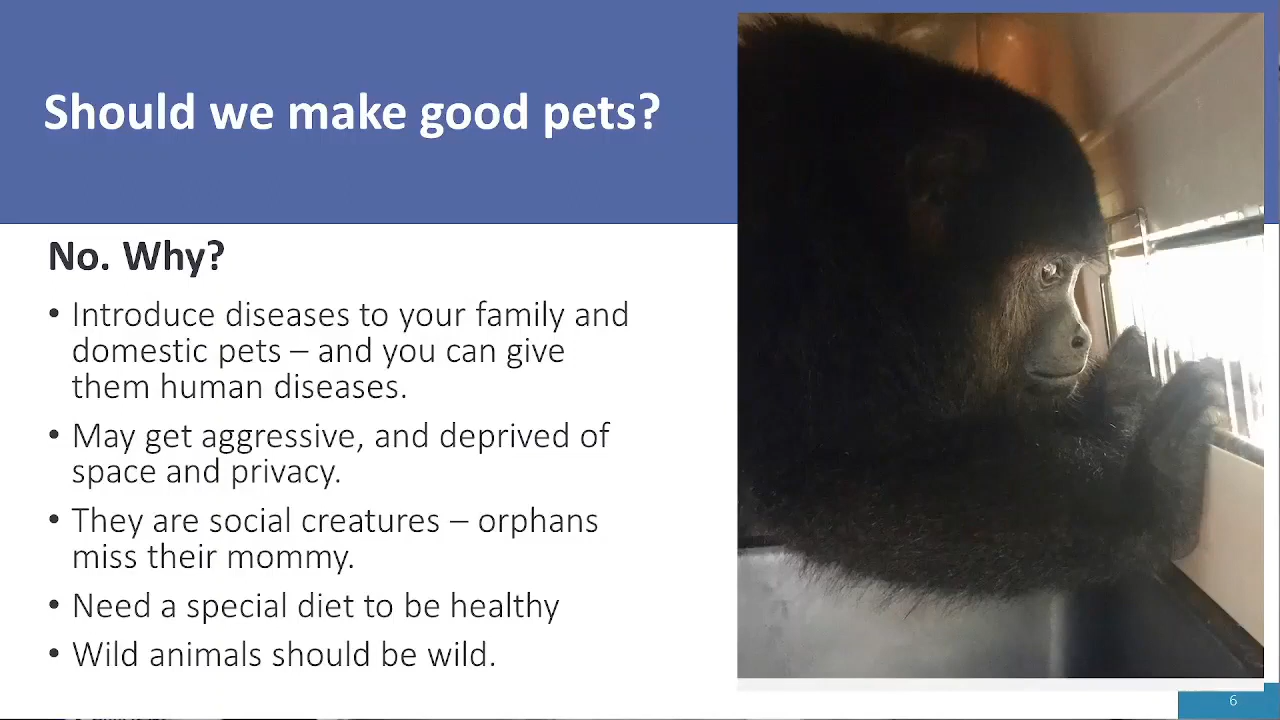 Should we make good pets?
No. Why?
• Introduce diseases to your family and
domestic pets – and you can give
them human diseases.
• May get aggressive, and deprived of
space and privacy.
• They are social creatures – orphans
miss their mommy.
• Need a special diet to be healthy
• Wild animals should be wild.
6